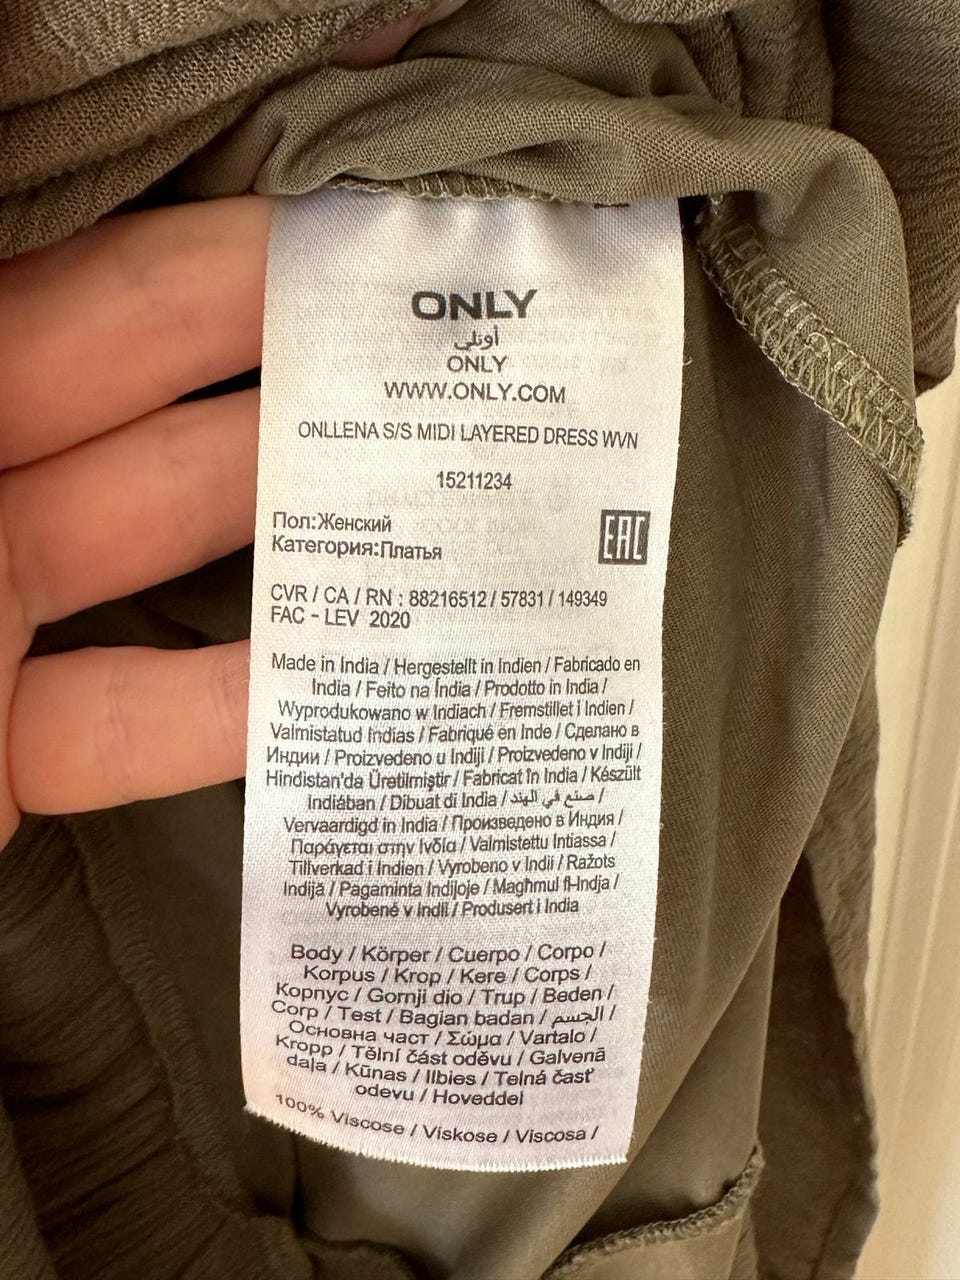 ONLY
أونلي
ONLY
WWW.ONLY.COM
ONLLENA S/S MIDI LAYERED DRESS WVN
15211234
Пол:Женский
Категория:Платья
EAC
CVR / CA / RN : 88216512 / 57831 / 149349
FAC - LEV 2020
Made in India / Hergestellt in Indien / Fabricado en
India / Feito na Índia / Prodotto in India /
Wyprodukowano w Indiach / Fremstillet i Indien /
Valmistatud Indias / Fabriqué en Inde / Сделано в
Индии / Proizvedeno u Indiji / Proizvedeno v Indiji /
Hindistan'da Üretilmiştir / Fabricat în India / Készült
Indiában / Dibuat di India / صنع في الهند /
Vervaardigd in India / Произведено в Индия /
Παράγεται στην Ινδία / Valmistettu Intiassa /
Tillverkad i Indien / Vyrobeno v Indii / Ražots
Indijā / Pagaminta Indijoje / Magħmul fl-Indja /
Vyrobené v Indii / Produsert i India
Body / Körper / Cuerpo / Corpo /
Korpus / Krop / Kere / Corps /
Корпус / Gornji dio / Trup / Beden /
Corp / Test / Bagian badan / الجسم /
Основна част / Σώμα / Vartalo /
Kropp / Tělní část oděvu / Galvenā
daļa / Kūnas / Ilbies / Telná časť
odevu / Hoveddel
100% Viscose / Viskose / Viscosa /